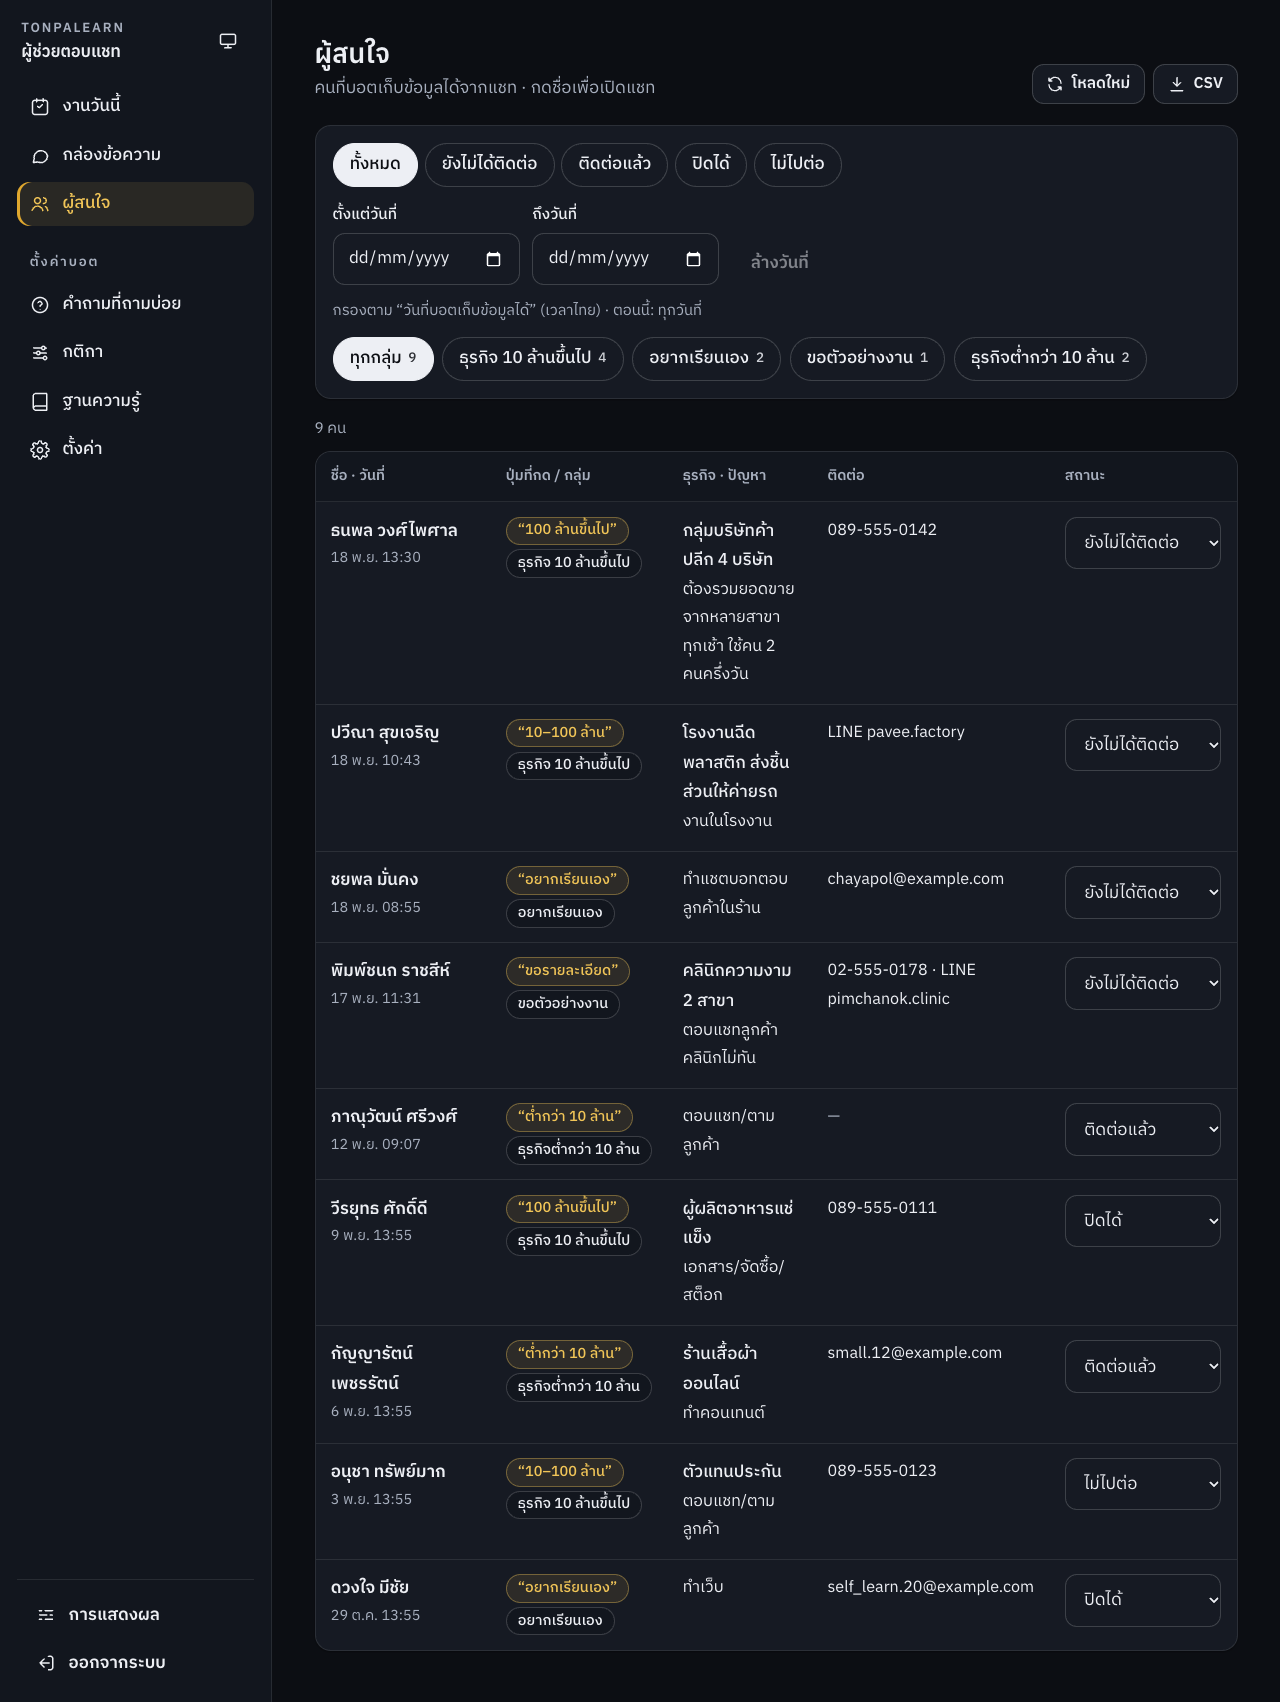 TONPALEARN
ผู้ช่วยตอบแชท
งานวันนี้
กล่องข้อความ
ผู้สนใจ
ตั้งค่าบอต
คำถามที่ถามบ่อย
กติกา
ฐานความรู้
ตั้งค่า
การแสดงผล
ออกจากระบบ
ผู้สนใจ
คนที่บอตเก็บข้อมูลได้จากแชท · กดชื่อเพื่อเปิดแชท
โหลดใหม่ CSV
ทั้งหมด ยังไม่ได้ติดต่อ ติดต่อแล้ว ปิดได้ ไม่ไปต่อ
ตั้งแต่วันที่ ถึงวันที่
dd/mm/yyyy dd/mm/yyyy ล้างวันที่
กรองตาม “วันที่บอตเก็บข้อมูลได้” (เวลาไทย) · ตอนนี้: ทุกวันที่
ทุกกลุ่ม 9 ธุรกิจ 10 ล้านขึ้นไป 4 อยากเรียนเอง 2 ขอตัวอย่างงาน 1 ธุรกิจต่ำกว่า 10 ล้าน 2
9 คน
ชื่อ · วันที่ ปุ่มที่กด / กลุ่ม ธุรกิจ · ปัญหา ติดต่อ สถานะ
ธนพล วงศ์ไพศาล
18 พ.ย. 13:30
“100 ล้านขึ้นไป”
ธุรกิจ 10 ล้านขึ้นไป
กลุ่มบริษัทค้า
ปลีก 4 บริษัท
ต้องรวมยอดขาย
จากหลายสาขา
ทุกเช้า ใช้คน 2
คนครึ่งวัน
089-555-0142
ยังไม่ได้ติดต่อ
ปวีณา สุขเจริญ
18 พ.ย. 10:43
“10–100 ล้าน”
ธุรกิจ 10 ล้านขึ้นไป
โรงงานฉีด
พลาสติก ส่งชิ้น
ส่วนให้ค่ายรถ
งานในโรงงาน
LINE pavee.factory
ยังไม่ได้ติดต่อ
ชยพล มั่นคง
18 พ.ย. 08:55
“อยากเรียนเอง”
อยากเรียนเอง
ทำแชตบอทตอบ
ลูกค้าในร้าน
chayapol@example.com
ยังไม่ได้ติดต่อ
พิมพ์ชนก ราชสีห์
17 พ.ย. 11:31
“ขอรายละเอียด”
ขอตัวอย่างงาน
คลินิกความงาม
2 สาขา
ตอบแชทลูกค้า
คลินิกไม่ทัน
02-555-0178 · LINE
pimchanok.clinic
ยังไม่ได้ติดต่อ
ภาณุวัฒน์ ศรีวงศ์
12 พ.ย. 09:07
“ต่ำกว่า 10 ล้าน”
ธุรกิจต่ำกว่า 10 ล้าน
ตอบแชท/ตาม
ลูกค้า
—
ติดต่อแล้ว
วีรยุทธ ศักดิ์ดี
9 พ.ย. 13:55
“100 ล้านขึ้นไป”
ธุรกิจ 10 ล้านขึ้นไป
ผู้ผลิตอาหารแช่
แข็ง
เอกสาร/จัดซื้อ/
สต็อก
089-555-0111
ปิดได้
กัญญารัตน์
เพชรรัตน์
6 พ.ย. 13:55
“ต่ำกว่า 10 ล้าน”
ธุรกิจต่ำกว่า 10 ล้าน
ร้านเสื้อผ้า
ออนไลน์
ทำคอนเทนต์
small.12@example.com
ติดต่อแล้ว
อนุชา ทรัพย์มาก
3 พ.ย. 13:55
“10–100 ล้าน”
ธุรกิจ 10 ล้านขึ้นไป
ตัวแทนประกัน
ตอบแชท/ตาม
ลูกค้า
089-555-0123
ไม่ไปต่อ
ดวงใจ มีชัย
29 ต.ค. 13:55
“อยากเรียนเอง”
อยากเรียนเอง
ทำเว็บ
self_learn.20@example.com
ปิดได้